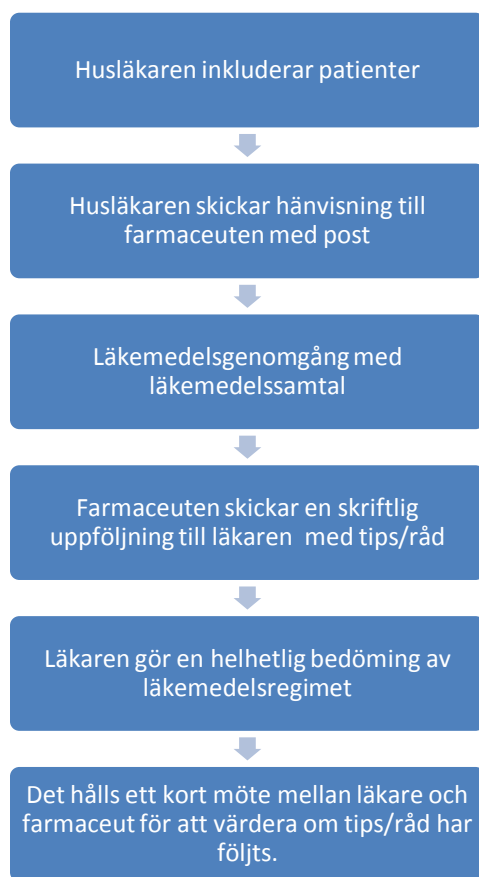 Husläkaren inkluderar patienter
Husläkaren skickar hänvisning till
farmaceuten med post
Läkemedelsgenomgång med
läkemedelssamtal
Farmaceuten skickar en skriftlig
uppföljning till läkaren med tips/råd
Läkaren gör en helhetlig bedöming av
läkemedelsregimet
Det hålls ett kort möte mellan läkare och
farmaceut för att värdera om tips/råd har
följts.